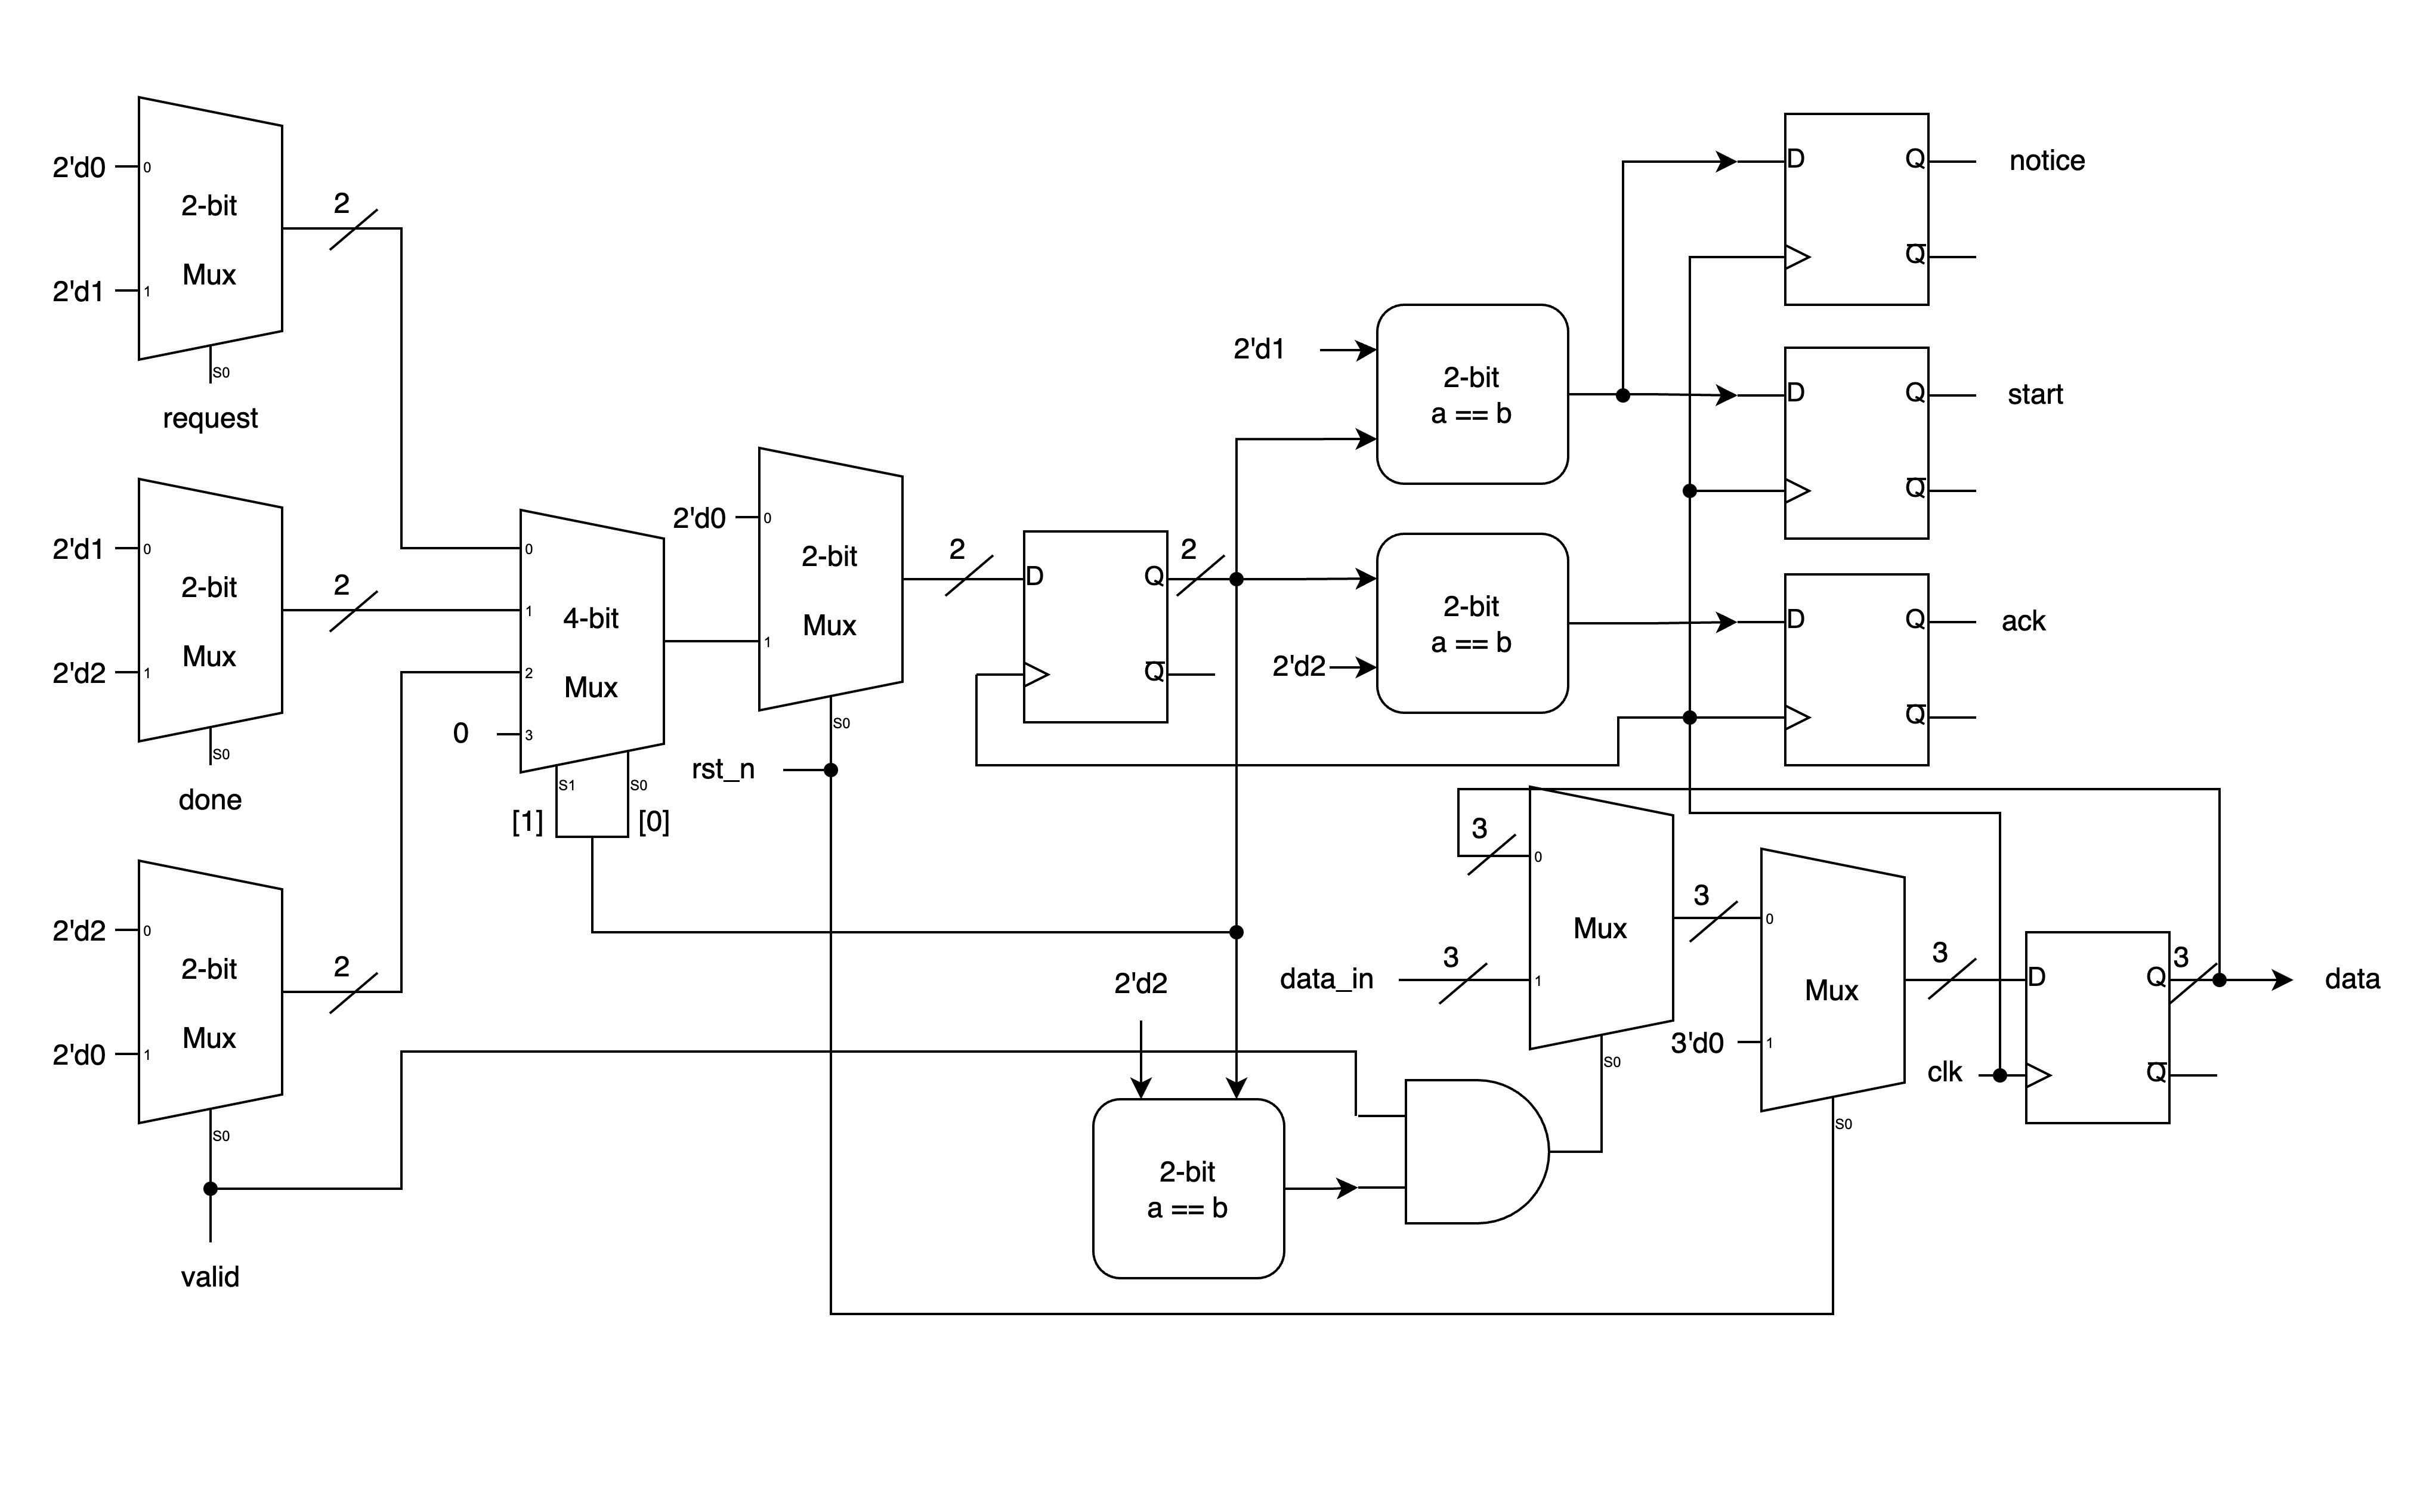 2'd0
0
2-bit
Mux
2'd1
1
S0
request
2
2'd1
0
2-bit
Mux
2'd2
1
S0
done
2
2'd2
0
2-bit
Mux
2'd0
1
S0
valid
2
0
1
4-bit
2
Mux
0
3
S1
S0
[1]
[0]
2'd0
0
2-bit
Mux
1
S0
rst_n
2
D
Q
Q
2
2'd1
2-bit
a == b
2-bit
a == b
2'd2
D
Q
notice
Q
D
Q
start
Q
D
Q
ack
Q
2'd2
2-bit
a == b
3
0
Mux
data_in
3
1
S0
3
0
Mux
3'd0
1
S0
3
D
Q
3
data
clk
Q